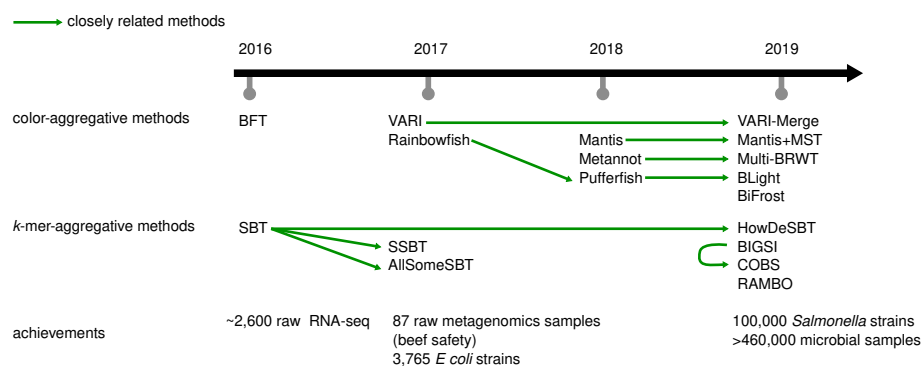 closely related methods
2016 2017 2018 2019
color-aggregative methods BFT VARI VARI-Merge
Rainbowfish Mantis Mantis+MST
Metannot Multi-BRWT
Pufferfish BLight
BiFrost
k-mer-aggregative methods SBT HowDeSBT
SSBT BIGSI
AllSomeSBT COBS
RAMBO
achievements ~2,600 raw RNA-seq 87 raw metagenomics samples 100,000 Salmonella strains
(beef safety) >460,000 microbial samples
3,765 E coli strains